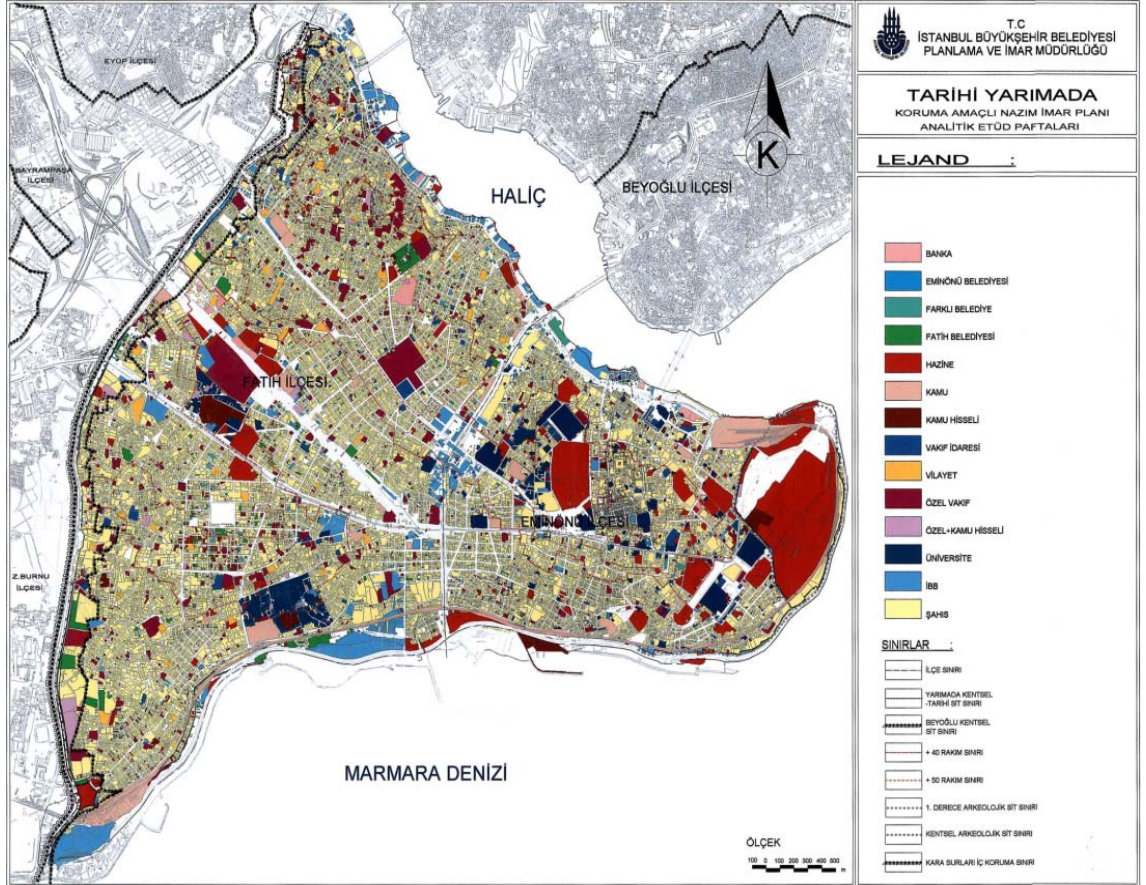 EYÜP İLÇESİ
BAYRAMPAŞA
İLÇESİ
HALİÇ
BEYOĞLU İLÇESİ
K
FATİH İLÇESİ
EMİNÖNÜ İLÇESİ
Z.BURNU
İLÇESİ
MARMARA DENİZİ
ÖLÇEK
100 0 100 200 300 400 500
m
T.C
İSTANBUL BÜYÜKŞEHİR BELEDİYESİ
PLANLAMA VE İMAR MÜDÜRLÜĞÜ
TARİHİ YARIMADA
KORUMA AMAÇLI NAZIM İMAR PLANI
ANALİTİK ETÜD PAFTALARI
LEJAND :
BANKA
EMİNÖNÜ BELEDİYESİ
FARKLI BELEDİYE
FATİH BELEDİYESİ
HAZİNE
KAMU
KAMU HİSSELİ
VAKIF İDARESİ
VİLAYET
ÖZEL VAKIF
ÖZEL+KAMU HİSSELİ
ÜNİVERSİTE
İBB
ŞAHIS
SINIRLAR :
İLÇE SINIRI
YARIMADA KENTSEL
-TARİHİ SİT SINIRI
BEYOĞLU KENTSEL
SİT SINIRI
+ 40 RAKIM SINIRI
+ 50 RAKIM SINIRI
1. DERECE ARKEOLOJİK SİT SINIRI
KENTSEL ARKEOLOJİK SİT SINIRI
KARA SURLARI İÇ KORUMA SINIRI